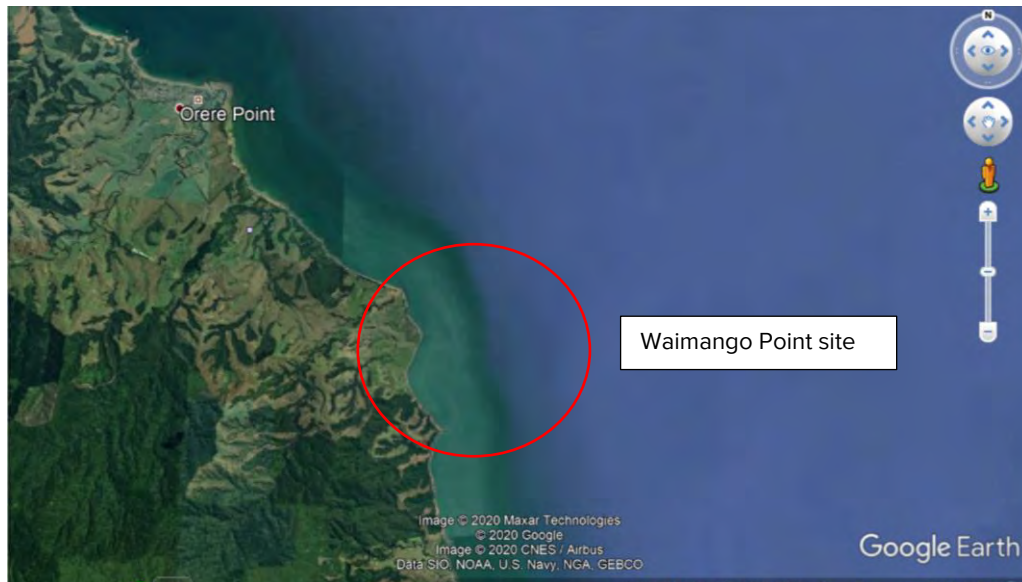 N
Orere Point
Waimango Point site
Image © 2020 Maxar Technologies
© 2020 Google
Image © 2020 CNES / Airbus
Data SIO, NOAA, U.S. Navy, NGA, GEBCO
Google Earth